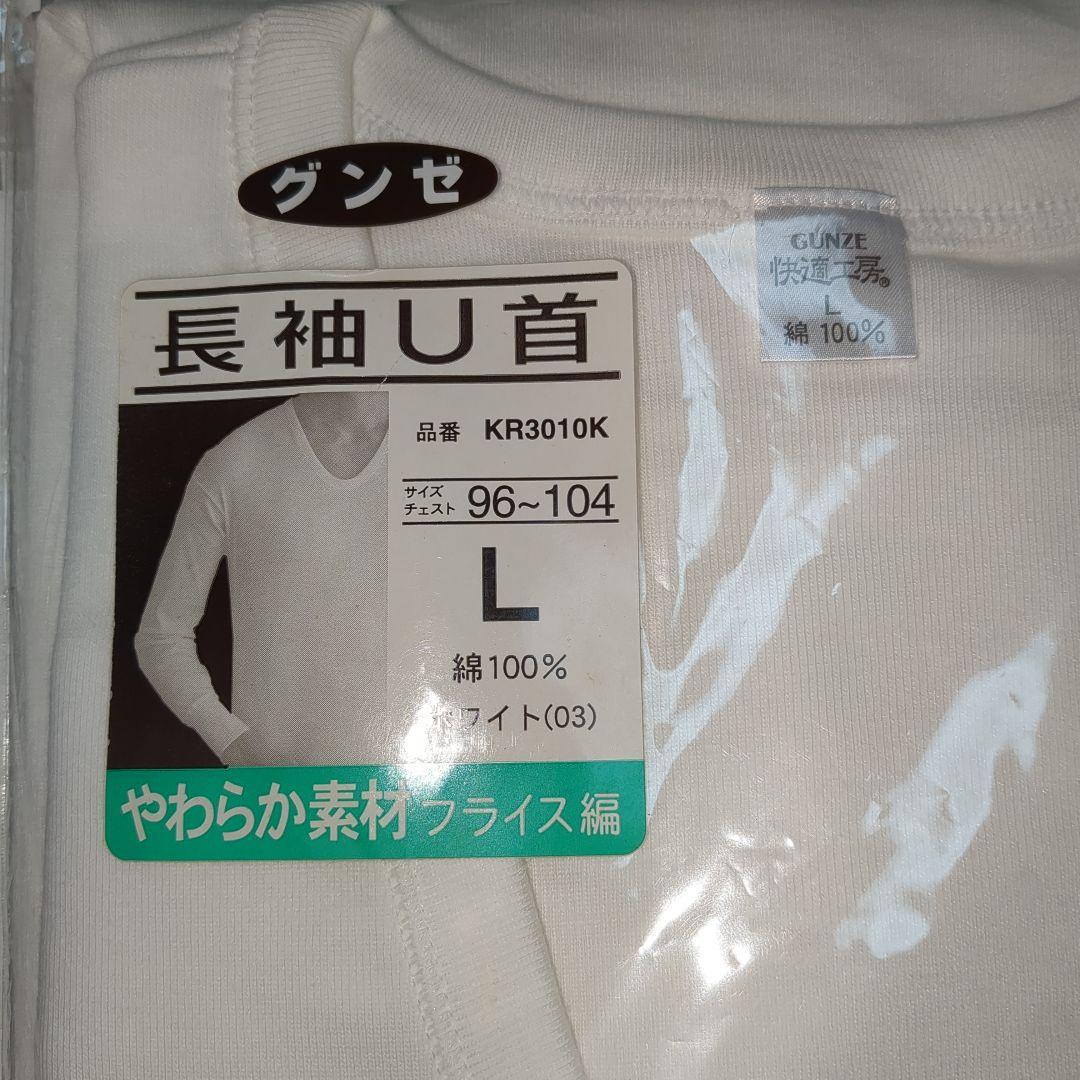 グンゼ
長袖U首
品番 KR3010K
サイズ
チェスト 96~104
L
綿100%
ホワイト(03)
やわらか素材 フライス編
GUNZE
快適工房®
L
綿 100%